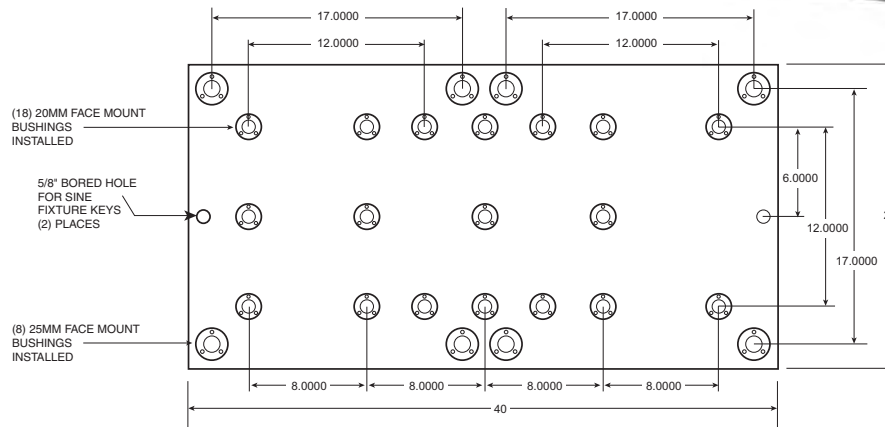 17.0000
17.0000
12.0000
12.0000
(18) 20MM FACE MOUNT
BUSHINGS
INSTALLED
5/8" BORED HOLE
FOR SINE
FIXTURE KEYS
(2) PLACES
6.0000
12.0000
17.0000
(8) 25MM FACE MOUNT
BUSHINGS
INSTALLED
8.0000
8.0000
8.0000
8.0000
40